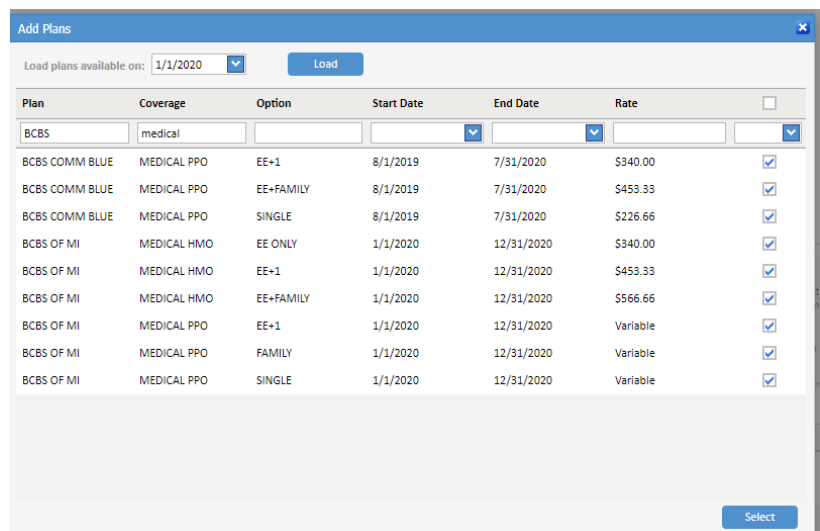 Add Plans
Load plans available on: 1/1/2020 Load
Plan Coverage Option Start Date End Date Rate
BCBS medical
BCBS COMM BLUE MEDICAL PPO EE+1 8/1/2019 7/31/2020 $340.00
BCBS COMM BLUE MEDICAL PPO EE+FAMILY 8/1/2019 7/31/2020 $453.33
BCBS COMM BLUE MEDICAL PPO SINGLE 8/1/2019 7/31/2020 $226.66
BCBS OF MI MEDICAL HMO EE ONLY 1/1/2020 12/31/2020 $340.00
BCBS OF MI MEDICAL HMO EE+1 1/1/2020 12/31/2020 $453.33
BCBS OF MI MEDICAL HMO EE+FAMILY 1/1/2020 12/31/2020 $566.66
BCBS OF MI MEDICAL PPO EE+1 1/1/2020 12/31/2020 Variable
BCBS OF MI MEDICAL PPO FAMILY 1/1/2020 12/31/2020 Variable
BCBS OF MI MEDICAL PPO SINGLE 1/1/2020 12/31/2020 Variable
Select